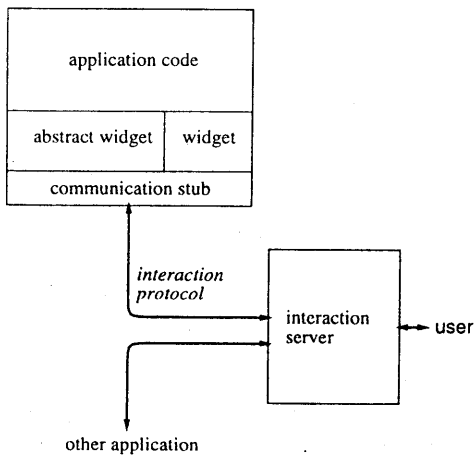 application code
abstract widget
widget
communication stub
interaction
protocol
interaction
server
user
other application